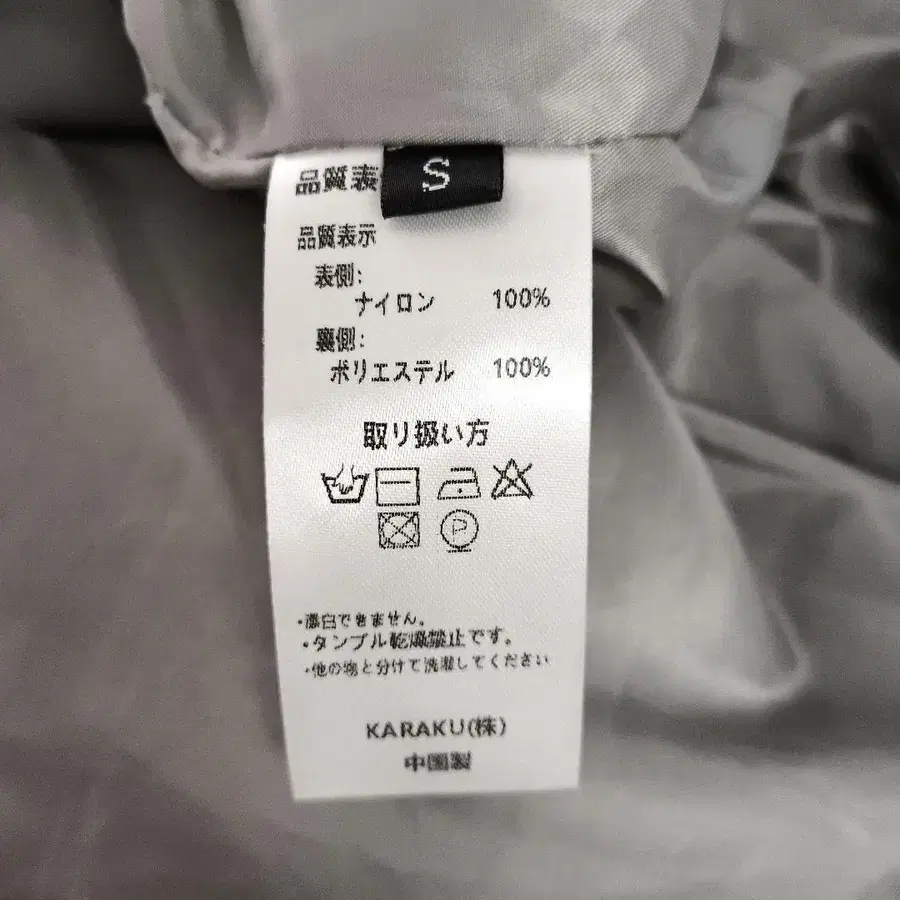 S
品質表
品質表示
表側:
ナイロン 100%
裏側:
ポリエステル 100%
取り扱い方
P
・漂白できません。
・タンブル乾燥禁止です。
・他の物と分けて洗濯してください
KARAKU(株)
中国製